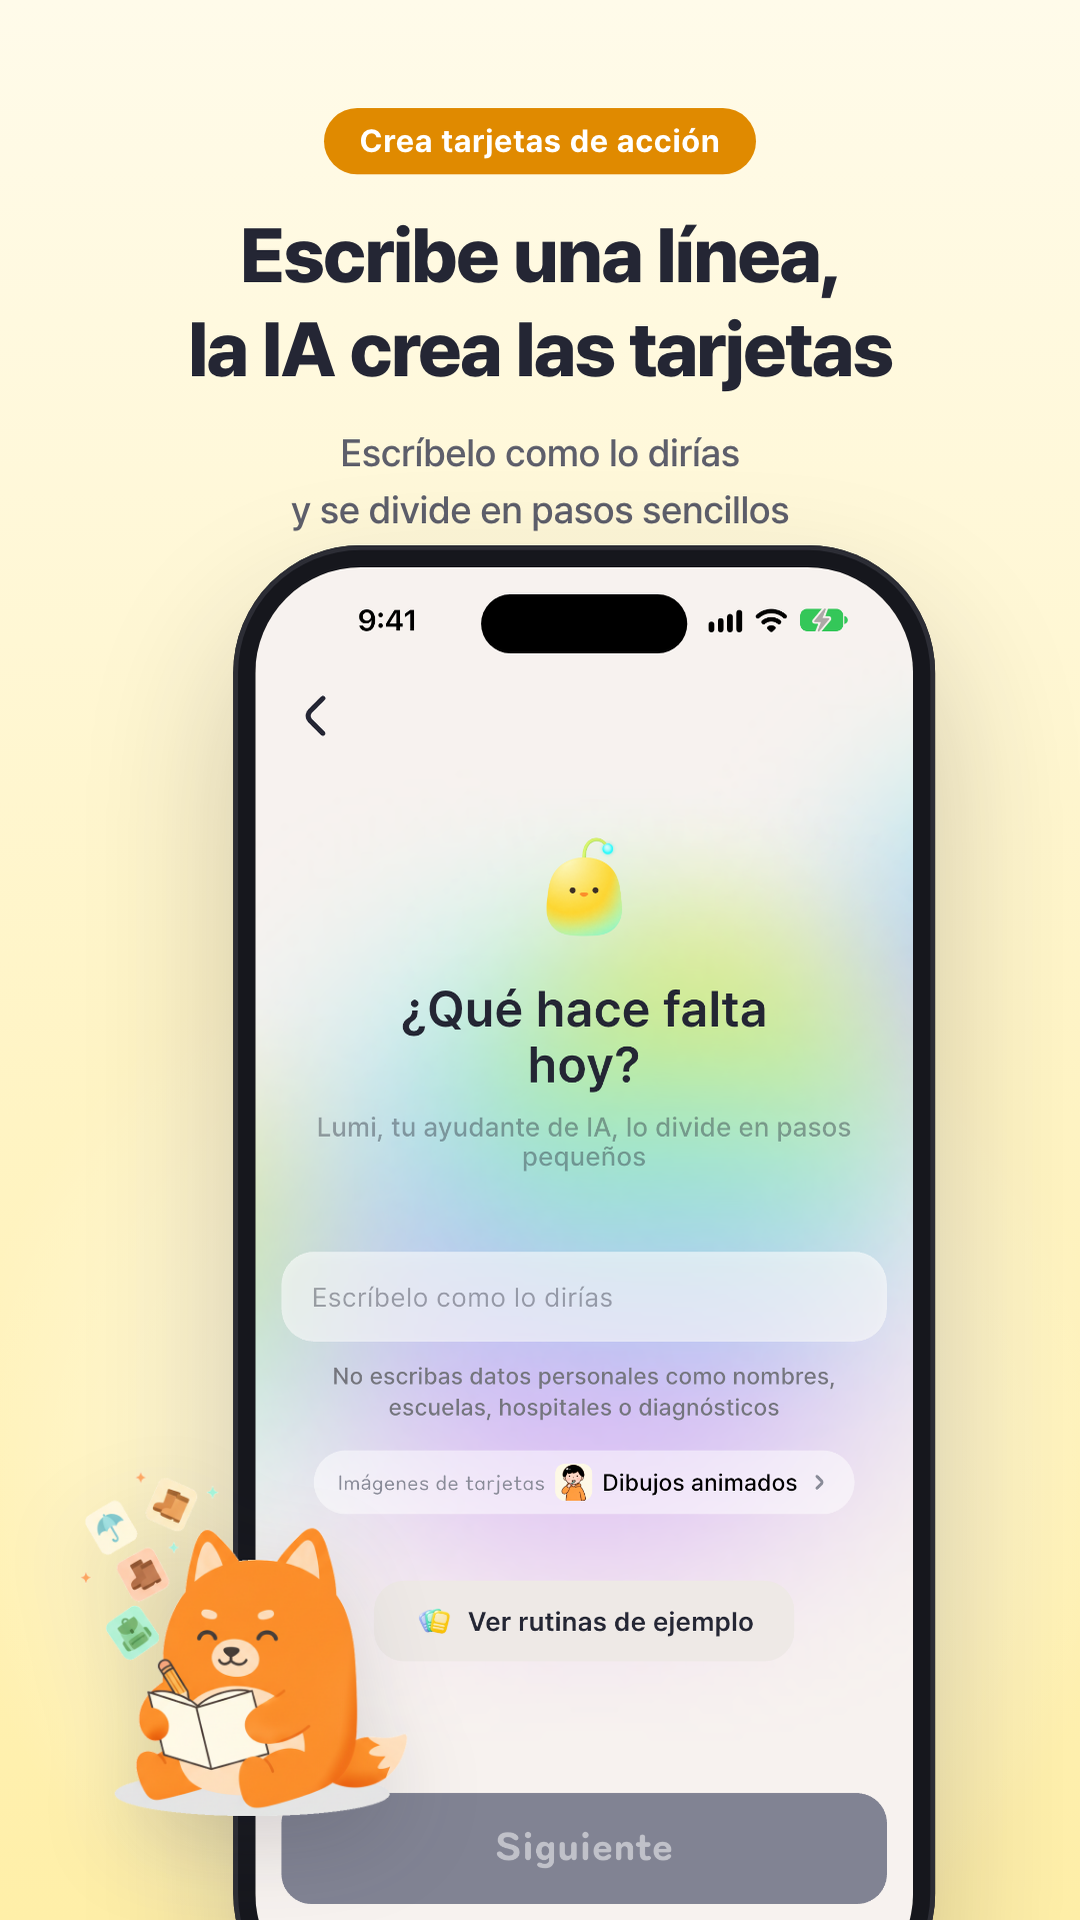 Crea tarjetas de acción
Escribe una línea,
la IA crea las tarjetas
Escríbelo como lo dirías
y se divide en pasos sencillos
9:41
¿Qué hace falta
hoy?
Lumi, tu ayudante de IA, lo divide en pasos
pequeños
Escríbelo como lo dirías
No escribas datos personales como nombres,
escuelas, hospitales o diagnósticos
Imágenes de tarjetas Dibujos animados
Ver rutinas de ejemplo
Siguiente